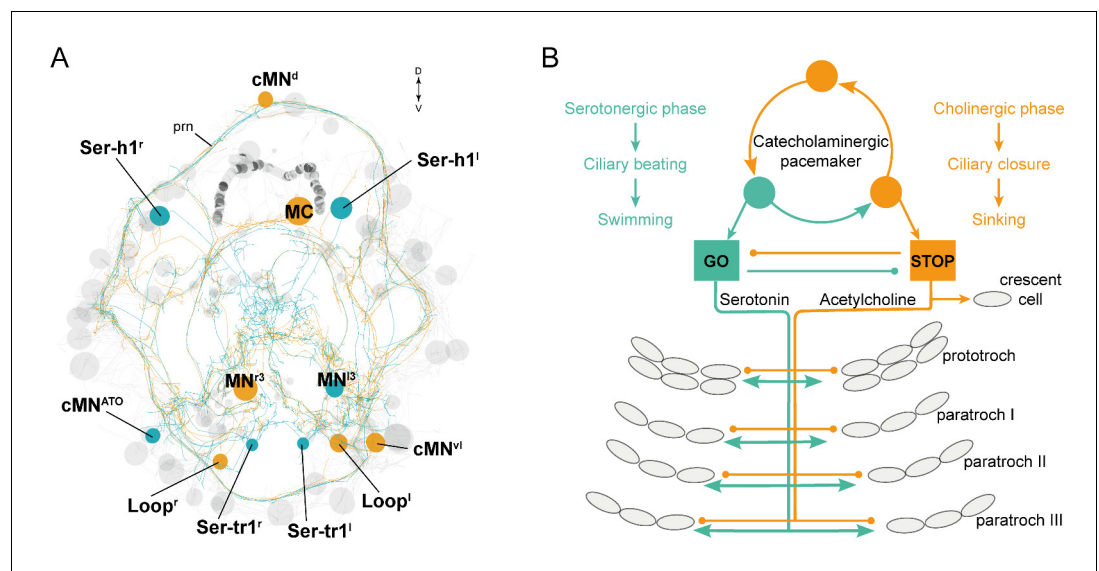 A
D
V
cMNᵈ
prn
Ser-h1ʳ
Ser-h1ˡ
MC
MNʳ³
MNˡ³
cMNᴬᵀᴼ
cMNᵛˡ
Loopʳ
Loopˡ
Ser-tr1ʳ
Ser-tr1ˡ
B
Serotonergic phase
Ciliary beating
Swimming
Catecholaminergic
pacemaker
Cholinergic phase
Ciliary closure
Sinking
GO
STOP
Serotonin
Acetylcholine
crescent
cell
prototroch
paratroch I
paratroch II
paratroch III